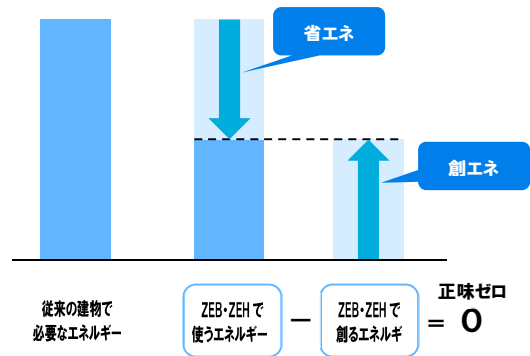 省エネ
創エネ
従来の建物で
必要なエネルギー
ZEB・ZEHで
使うエネルギー
－
ZEB・ZEHで
創るエネルギ
正味ゼロ
= 0